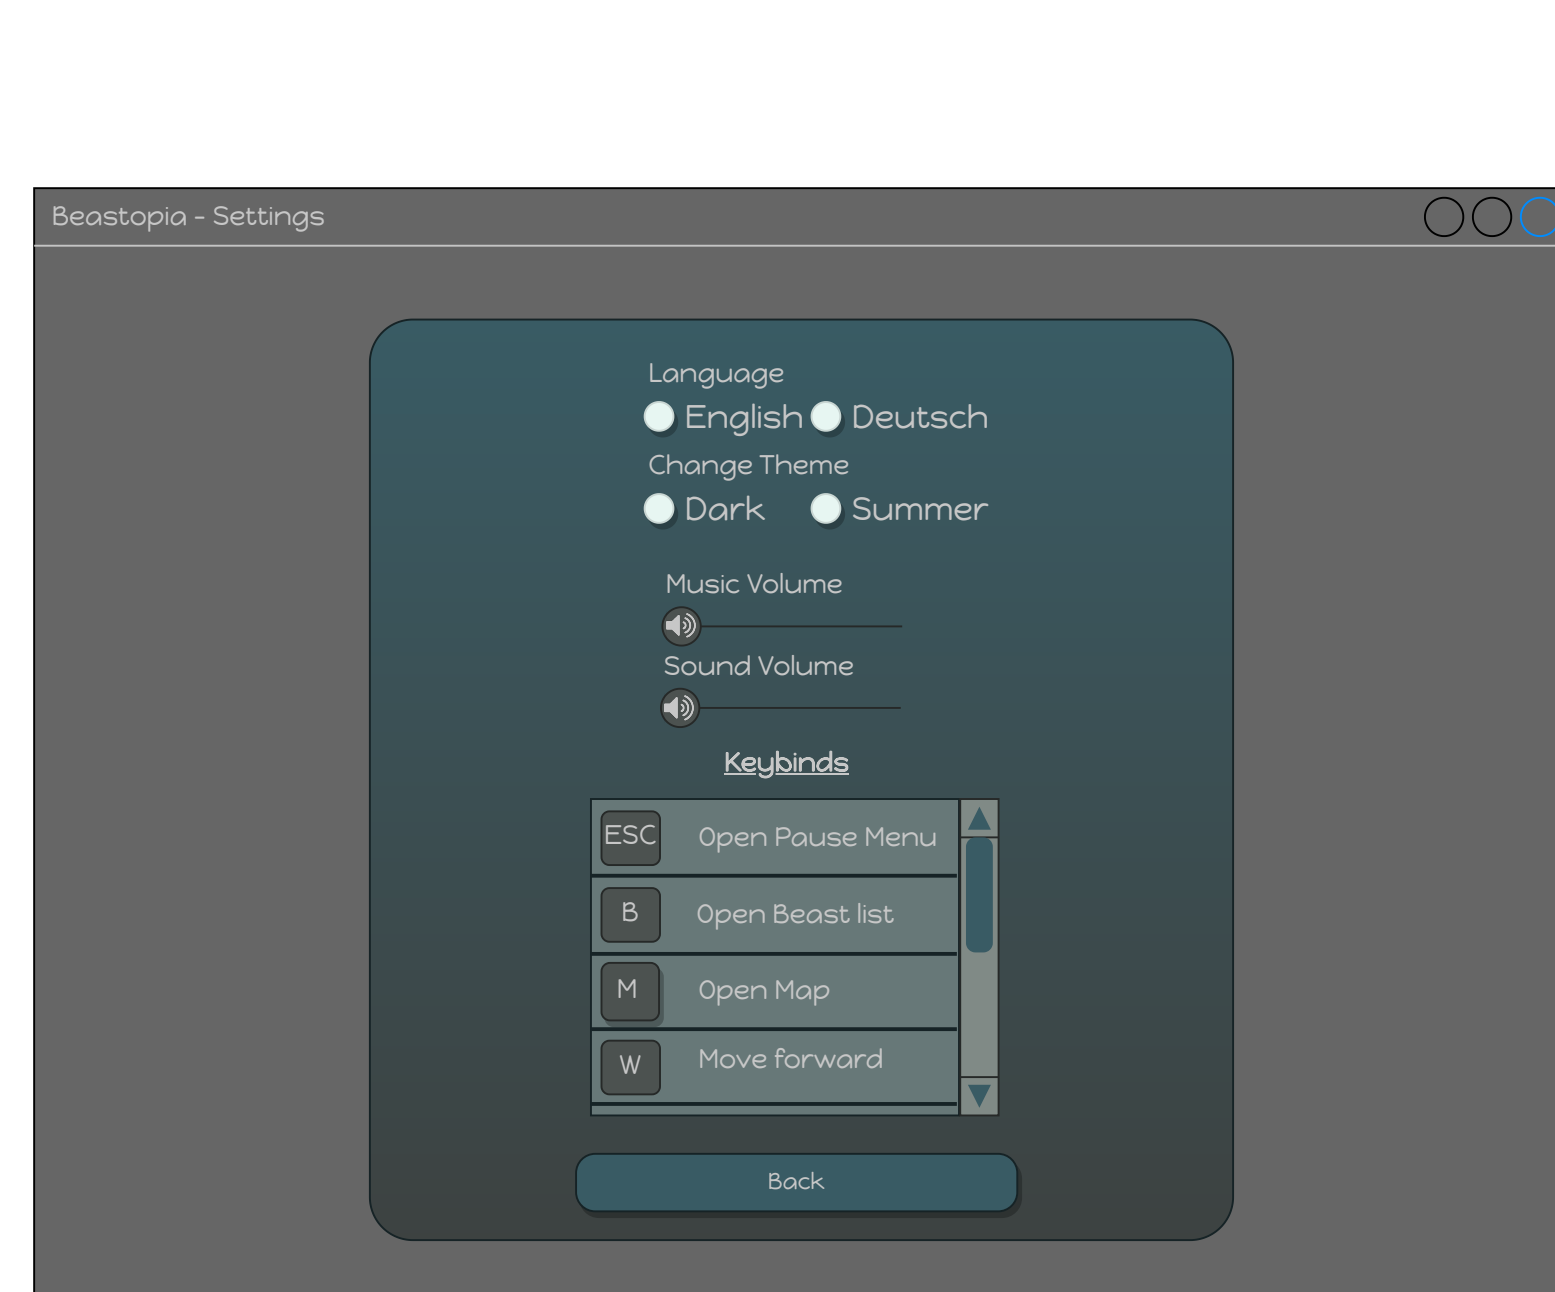 Beastopia - Settings
Language
English Deutsch
Change Theme
Dark Summer
Music Volume
Sound Volume
Keybinds
ESC Open Pause Menu
B Open Beast list
M Open Map
W Move forward
Back